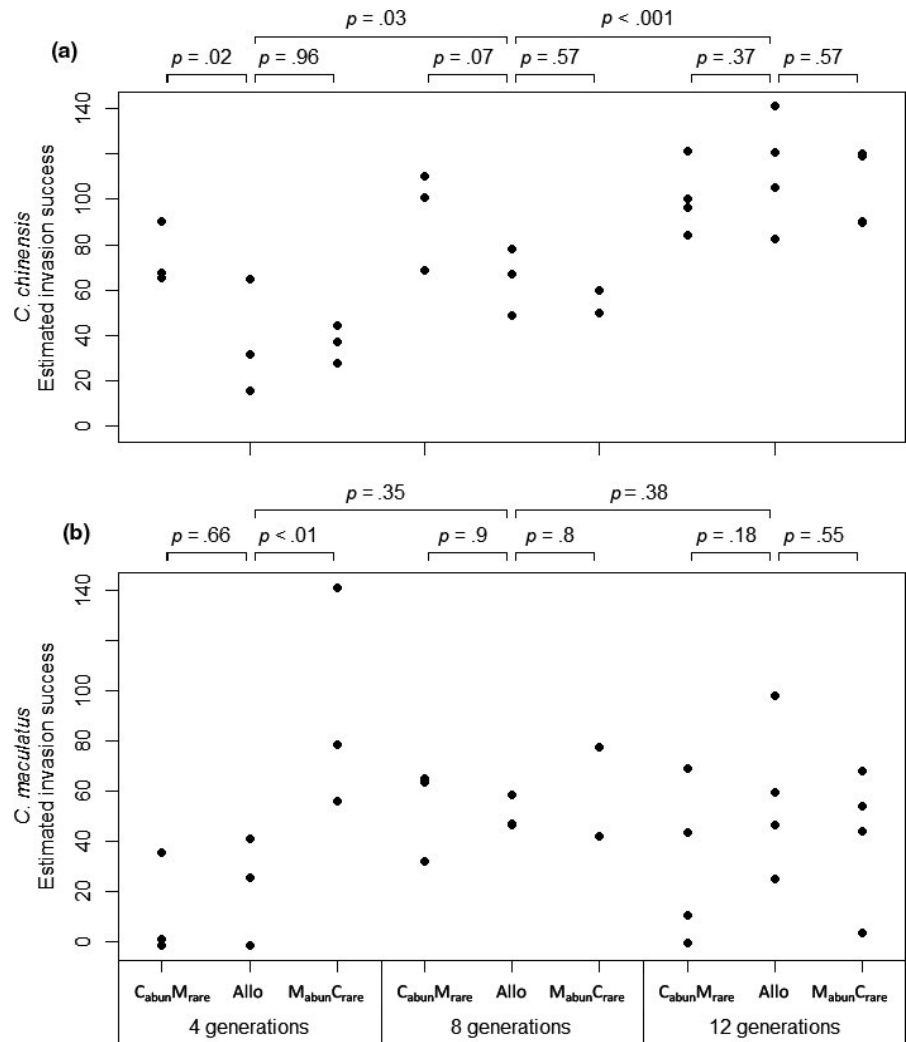 p = .03
p < .001
(a)
p = .02
p = .96
p = .07
p = .57
p = .37
p = .57
C. chinensis
Estimated invasion success
140
100
80
60
40
20
0
p = .35
p = .38
(b)
p = .66
p < .01
p = .9
p = .8
p = .18
p = .55
C. maculatus
Estimated invasion success
140
100
80
60
40
20
0
CabunMrare Allo MabunCrare CabunMrare Allo MabunCrare CabunMrare Allo MabunCrare
4 generations 8 generations 12 generations